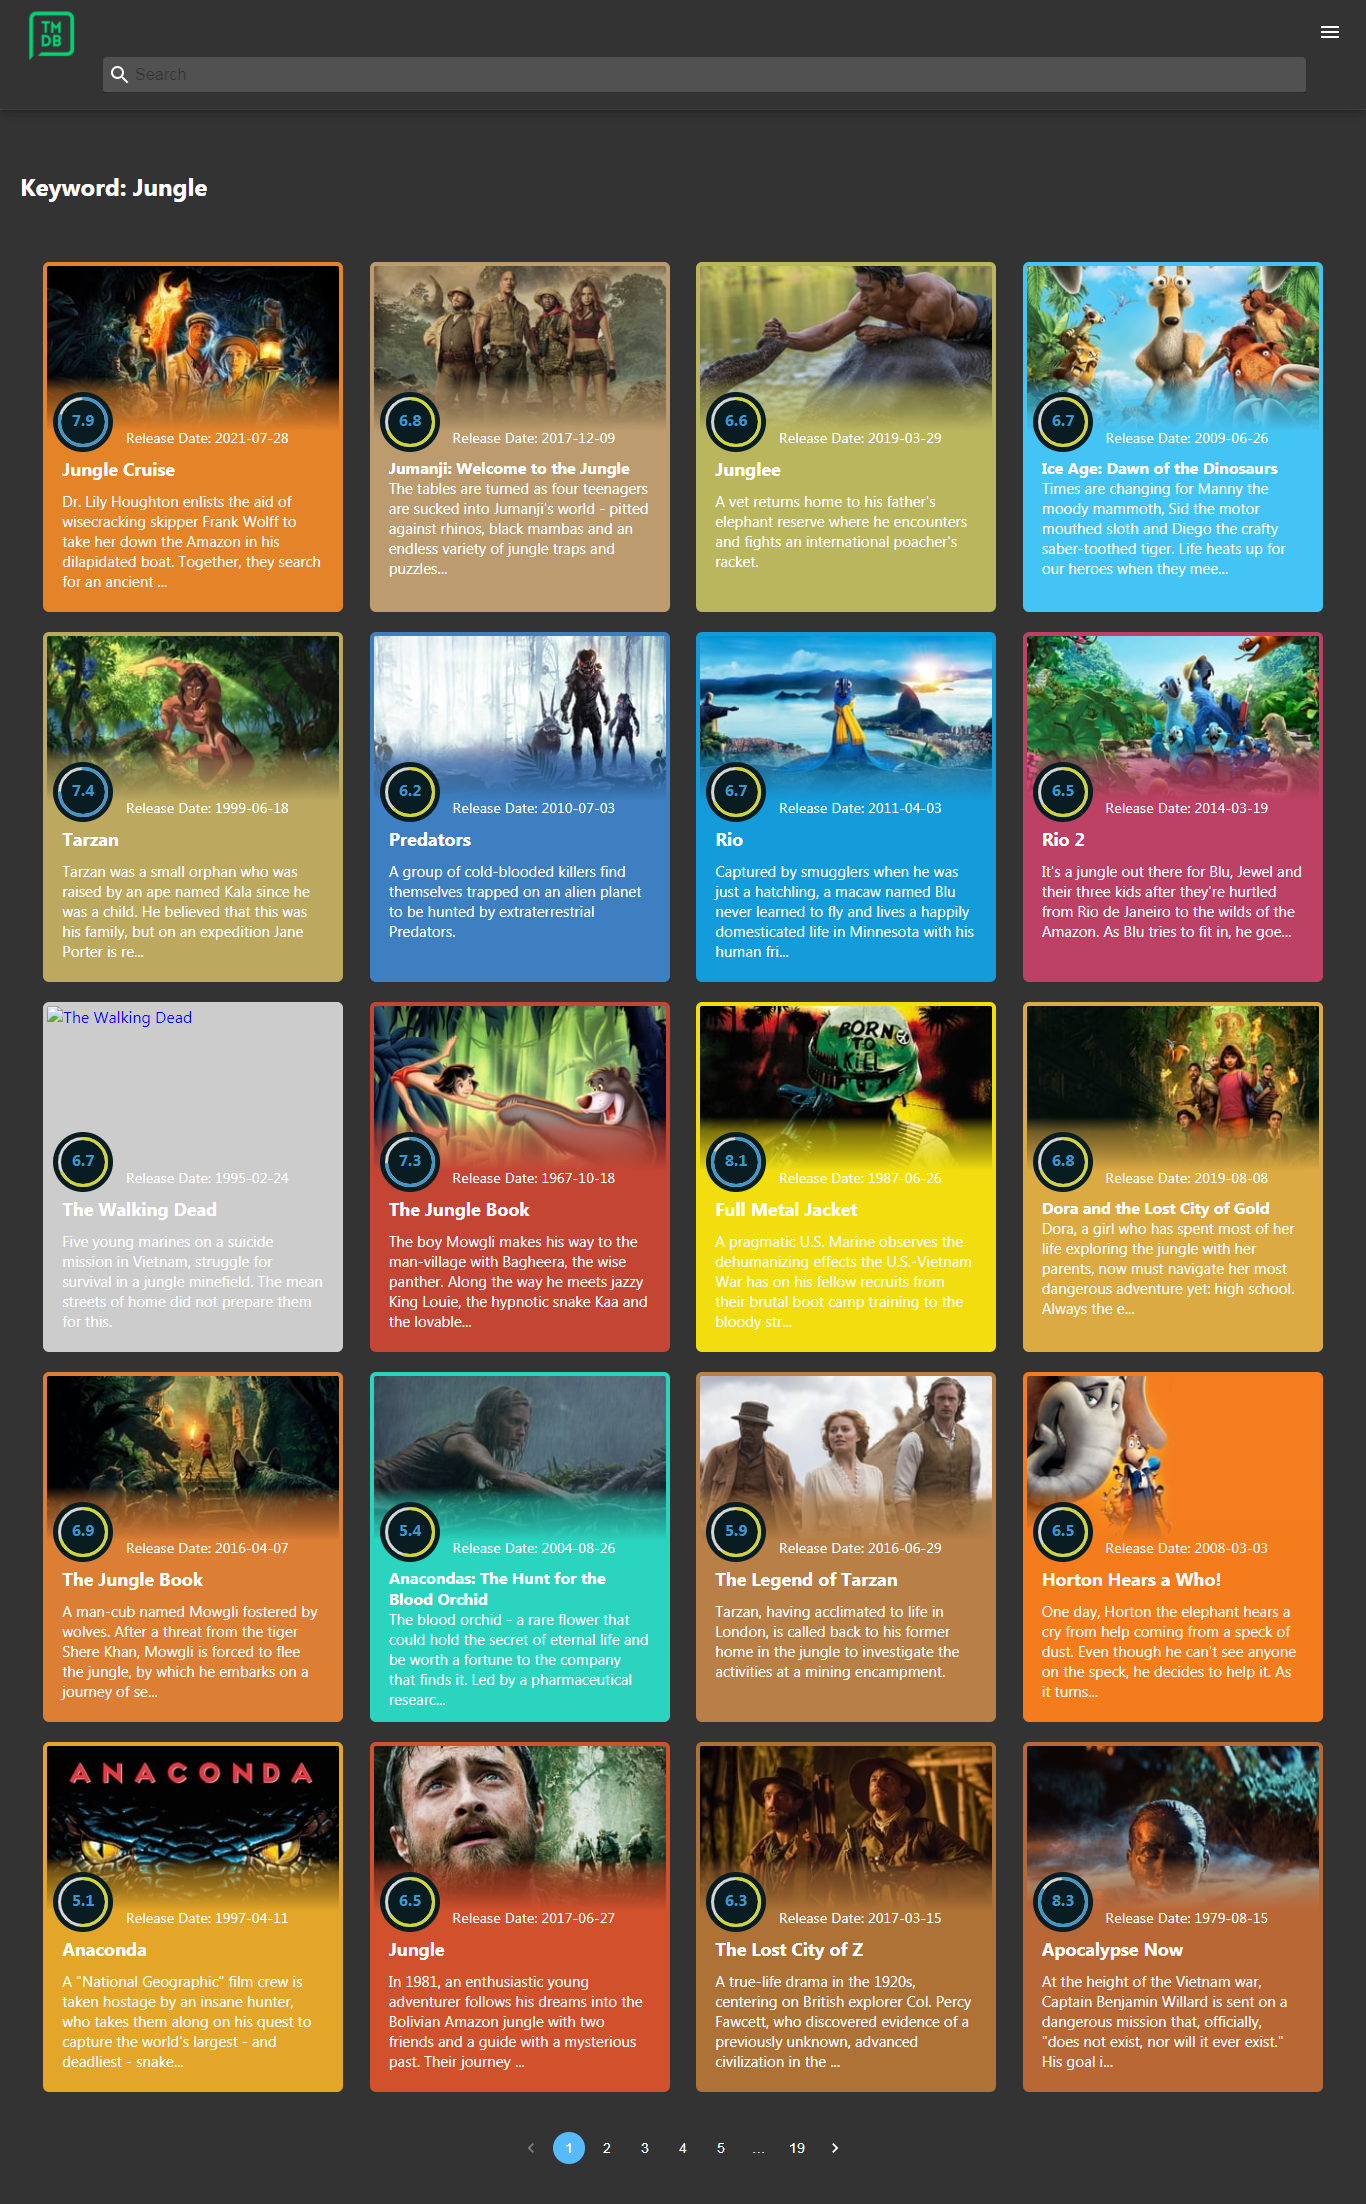 TM
DB
Search
Keyword: Jungle
7.9
Release Date: 2021-07-28
Jungle Cruise
Dr. Lily Houghton enlists the aid of
wisecracking skipper Frank Wolff to
take her down the Amazon in his
dilapidated boat. Together, they search
for an ancient ...
6.8
Release Date: 2017-12-09
Jumanji: Welcome to the Jungle
The tables are turned as four teenagers
are sucked into Jumanji's world - pitted
against rhinos, black mambas and an
endless variety of jungle traps and
puzzles...
6.6
Release Date: 2019-03-29
Junglee
A vet returns home to his father's
elephant reserve where he encounters
and fights an international poacher's
racket.
6.7
Release Date: 2009-06-26
Ice Age: Dawn of the Dinosaurs
Times are changing for Manny the
moody mammoth, Sid the motor
mouthed sloth and Diego the crafty
saber-toothed tiger. Life heats up for
our heroes when they mee...
7.4
Release Date: 1999-06-18
Tarzan
Tarzan was a small orphan who was
raised by an ape named Kala since he
was a child. He believed that this was
his family, but on an expedition Jane
Porter is re...
6.2
Release Date: 2010-07-03
Predators
A group of cold-blooded killers find
themselves trapped on an alien planet
to be hunted by extraterrestrial
Predators.
6.7
Release Date: 2011-04-03
Rio
Captured by smugglers when he was
just a hatchling, a macaw named Blu
never learned to fly and lives a happily
domesticated life in Minnesota with his
human fri...
6.5
Release Date: 2014-03-19
Rio 2
It's a jungle out there for Blu, Jewel and
their three kids after they're hurtled
from Rio de Janeiro to the wilds of the
Amazon. As Blu tries to fit in, he goe...
The Walking Dead
6.7
Release Date: 1995-02-24
The Walking Dead
Five young marines on a suicide
mission in Vietnam, struggle for
survival in a jungle minefield. The mean
streets of home did not prepare them
for this.
7.3
Release Date: 1967-10-18
The Jungle Book
The boy Mowgli makes his way to the
man-village with Bagheera, the wise
panther. Along the way he meets jazzy
King Louie, the hypnotic snake Kaa and
the lovable...
BORN
TO
KILL
8.1
Release Date: 1987-06-26
Full Metal Jacket
A pragmatic U.S. Marine observes the
dehumanizing effects the U.S.-Vietnam
War has on his fellow recruits from
their brutal boot camp training to the
bloody str...
6.8
Release Date: 2019-08-08
Dora and the Lost City of Gold
Dora, a girl who has spent most of her
life exploring the jungle with her
parents, now must navigate her most
dangerous adventure yet: high school.
Always the e...
6.9
Release Date: 2016-04-07
The Jungle Book
A man-cub named Mowgli fostered by
wolves. After a threat from the tiger
Shere Khan, Mowgli is forced to flee
the jungle, by which he embarks on a
journey of se...
5.4
Release Date: 2004-08-26
Anacondas: The Hunt for the
Blood Orchid
The blood orchid - a rare flower that
could hold the secret of eternal life and
be worth a fortune to the company
that finds it. Led by a pharmaceutical
researc...
5.9
Release Date: 2016-06-29
The Legend of Tarzan
Tarzan, having acclimated to life in
London, is called back to his former
home in the jungle to investigate the
activities at a mining encampment.
6.5
Release Date: 2008-03-03
Horton Hears a Who!
One day, Horton the elephant hears a
cry from help coming from a speck of
dust. Even though he can't see anyone
on the speck, he decides to help it. As
it turns...
ANACONDA
5.1
Release Date: 1997-04-11
Anaconda
A "National Geographic" film crew is
taken hostage by an insane hunter,
who takes them along on his quest to
capture the world's largest - and
deadliest - snake...
6.5
Release Date: 2017-06-27
Jungle
In 1981, an enthusiastic young
adventurer follows his dreams into the
Bolivian Amazon jungle with two
friends and a guide with a mysterious
past. Their journey ...
6.3
Release Date: 2017-03-15
The Lost City of Z
A true-life drama in the 1920s,
centering on British explorer Col. Percy
Fawcett, who discovered evidence of a
previously unknown, advanced
civilization in the ...
8.3
Release Date: 1979-08-15
Apocalypse Now
At the height of the Vietnam war,
Captain Benjamin Willard is sent on a
dangerous mission that, officially,
"does not exist, nor will it ever exist."
His goal i...
1 2 3 4 5 ... 19